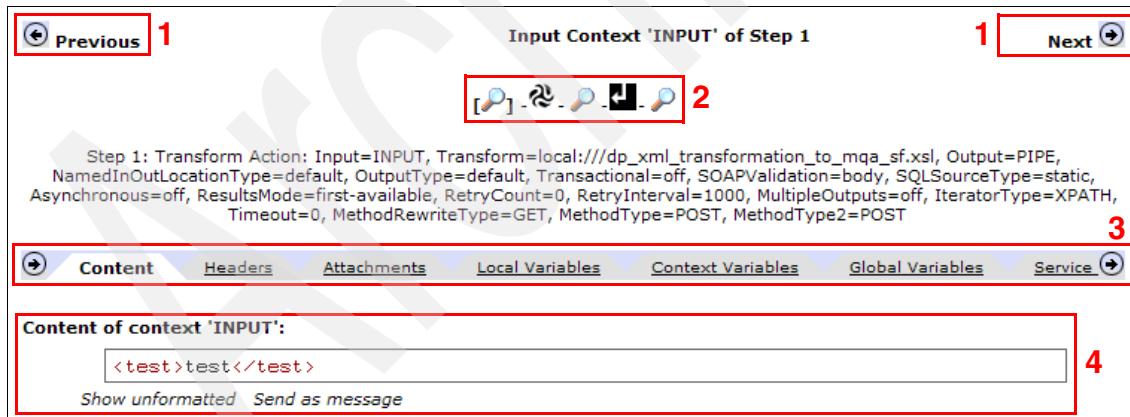 Previous 1 Input Context 'INPUT' of Step 1 1 Next
[ ] - - - - 2
Step 1: Transform Action: Input=INPUT, Transform=local:///dp_xml_transformation_to_mqa_sf.xsl, Output=PIPE,
NamedInOutLocationType=default, OutputType=default, Transactional=off, SOAPValidation=body, SQLSourceType=static,
Asynchronous=off, ResultsMode=first-available, RetryCount=0, RetryInterval=1000, MultipleOutputs=off, IteratorType=XPATH,
Timeout=0, MethodRewriteType=GET, MethodType=POST, MethodType2=POST
3
Content Headers Attachments Local Variables Context Variables Global Variables Service
Content of context 'INPUT':
<test>test</test>
4
Show unformatted Send as message